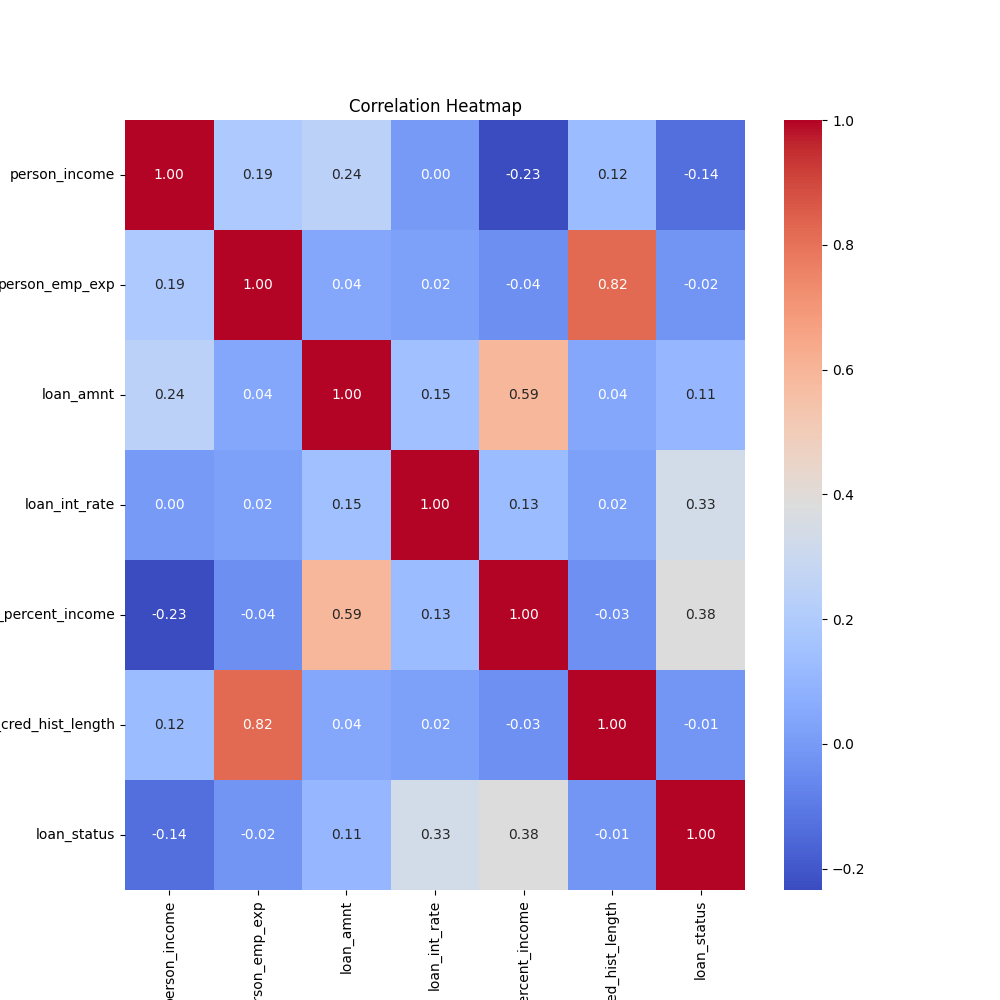 Correlation Heatmap
person_income 1.00 0.19 0.24 0.00 -0.23 0.12 -0.14
person_emp_exp 0.19 1.00 0.04 0.02 -0.04 0.82 -0.02
loan_amnt 0.24 0.04 1.00 0.15 0.59 0.04 0.11
loan_int_rate 0.00 0.02 0.15 1.00 0.13 0.02 0.33
_percent_income -0.23 -0.04 0.59 0.13 1.00 -0.03 0.38
_cred_hist_length 0.12 0.82 0.04 0.02 -0.03 1.00 -0.01
loan_status -0.14 -0.02 0.11 0.33 0.38 -0.01 1.00
person_income
rson_emp_exp
loan_amnt
loan_int_rate
ercent_income
ed_hist_length
loan_status
1.0
0.8
0.6
0.4
0.2
0.0
−0.2